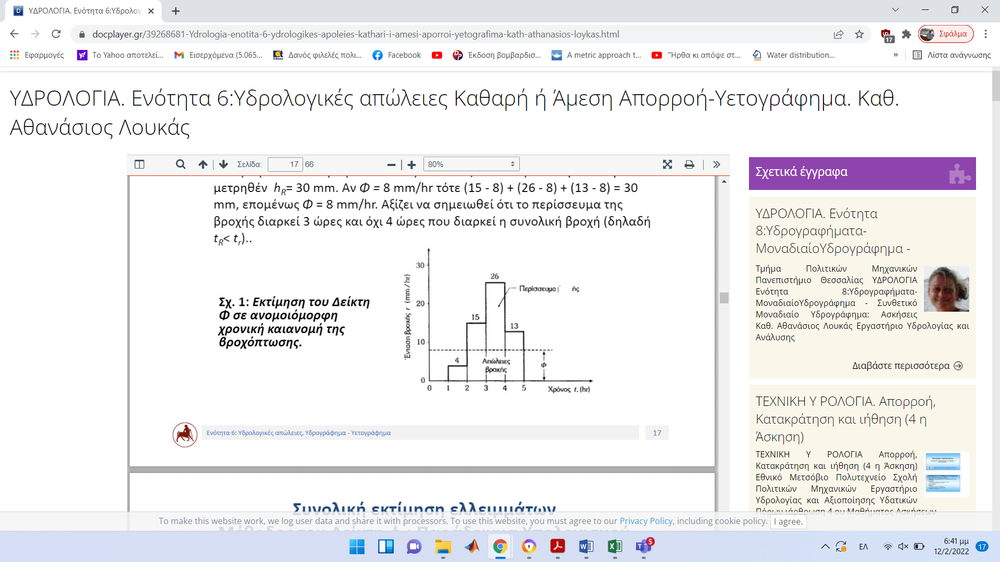 ΥΔΡΟΛΟΓΙΑ. Ενότητα 6:Υδρολογ
docplayer.gr/39268681-Ydrologia-enotita-6-ydrologikes-apoleies-kathari-i-amesi-aporroi-yetografima-kath-athanasios-loykas.html
17
Σφάλμα
Εφαρμογές
Το Yahoo αποτελεί...
Εισερχόμενα (5.065...
Δανός φιλελές πολι...
Facebook
Έκδοση βομβαρδισ...
A metric approach t...
"Ήρθα κι απόψε στ...
Water distribution...
»
Λίστα ανάγνωσης
ΥΔΡΟΛΟΓΙΑ. Ενότητα 6:Υδρολογικές απώλειες Καθαρή ή Άμεση Απορροή-Υετογράφημα. Καθ.
Αθανάσιος Λουκάς
Σελίδα: 17 66
80%
μετρηθέν hR= 30 mm. Αν Φ = 8 mm/hr τότε (15 - 8) + (26 - 8) + (13 - 8) = 30
mm, επομένως Φ = 8 mm/hr. Αξίζει να σημειωθεί ότι το περίσσευμα της
βροχής διαρκεί 3 ώρες και όχι 4 ώρες που διαρκεί η συνολική βροχή (δηλαδή
tR< tr)..
Σχ. 1: Εκτίμηση του Δείκτη
Φ σε ανομοιόμορφη
χρονική καιανομή της
βροχόπτωσης.
Ένταση βροχής r (mm/hr)
30
20
10
0
4
15
26
13
Περίσσευμα
ής
Απώλειες
βροχής
Φ
0 1 2 3 4 5
Χρόνος t, (hr)
Ενότητα 6: Υδρολογικές απώλειες, Υδρογράφημα - Υετογράφημα
17
Συνολική εκτίμηση ελλειμμάτων
Σχετικά έγγραφα
ΥΔΡΟΛΟΓΙΑ. Ενότητα
8:Υδρογραφήματα-
ΜοναδιαίοΥδρογράφημα -
Τμήμα Πολιτικών Μηχανικών
Πανεπιστήμιο Θεσσαλίας ΥΔΡΟΛΟΓΙΑ
Ενότητα 8:Υδρογραφήματα-
ΜοναδιαίοΥδρογράφημα - Συνθετικό
Μοναδιαίο Υδρογράφημα: Ασκήσεις
Καθ. Αθανάσιος Λουκάς Εργαστήριο Υδρολογίας και
Ανάλυσης
Διαβάστε περισσότερα
ΤΕΧΝΙΚΗ Υ ΡΟΛΟΓΙΑ. Απορροή,
Κατακράτηση και ιήθηση (4 η
Άσκηση)
ΤΕΧΝΙΚΗ Υ ΡΟΛΟΓΙΑ Απορροή,
Κατακράτηση και ιήθηση (4 η Άσκηση)
Εθνικό Μετσόβιο Πολυτεχνείο Σχολή
Πολιτικών Μηχανικών Εργαστήριο
Υδρολογίας και Αξιοποίησης Υδατικών
Πόρων ιάρθρωση 4 ου Μαθήματος Ασκήσεων
To make this website work, we log user data and share it with processors. To use this website, you must agree to our Privacy Policy, including cookie policy. I agree.
5
ΕΛ
6:41 μμ
12/2/2022
17